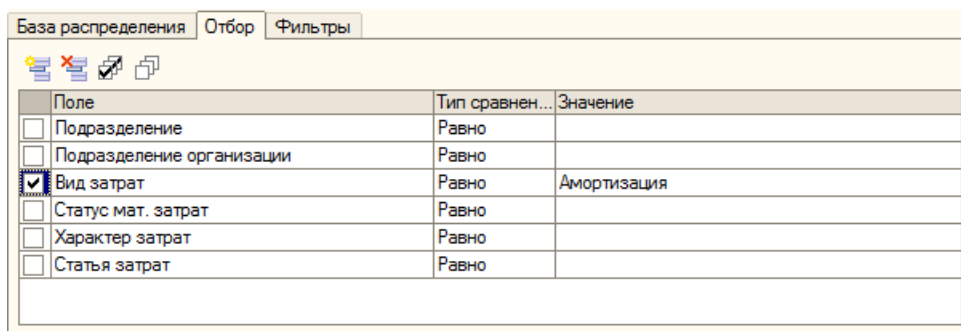 База распределения Отбор Фильтры
Поле Тип сравнен... Значение
Подразделение Равно
Подразделение организации Равно
Вид затрат Равно Амортизация
Статус мат. затрат Равно
Характер затрат Равно
Статья затрат Равно